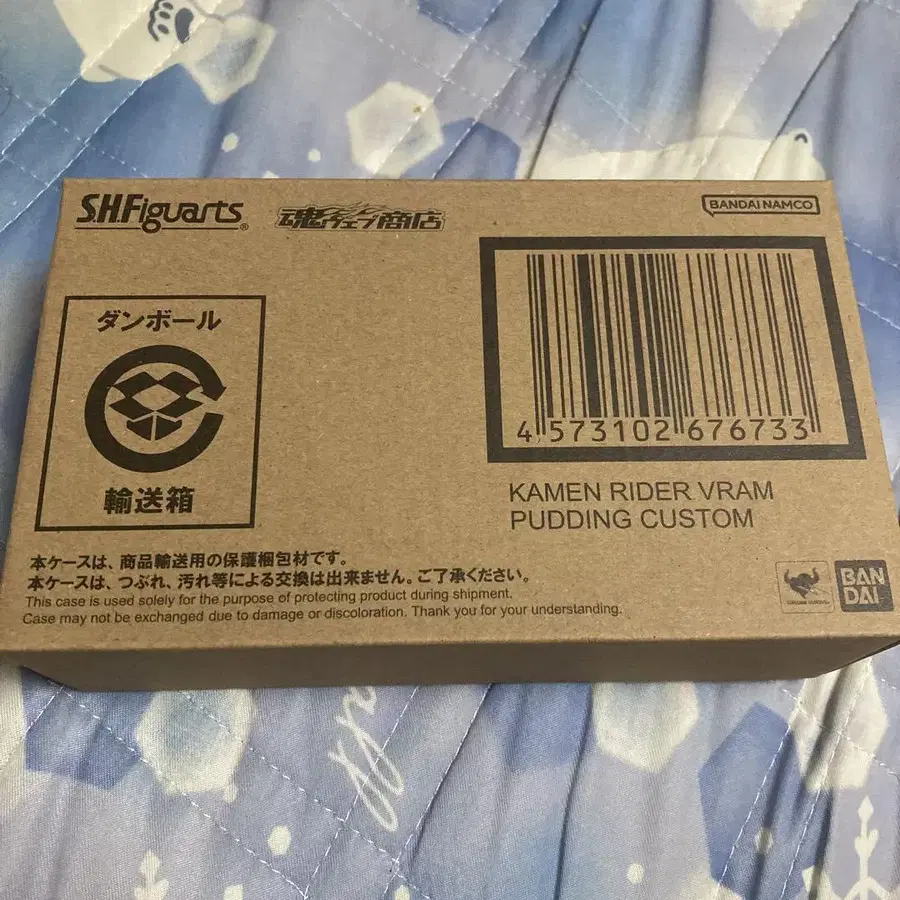 S.H.Figuarts®
魂ウェブ商店
BANDAI NAMCO
ダンボール
輸送箱
4 573102 676733
KAMEN RIDER VRAM
PUDDING CUSTOM
本ケースは、商品輸送用の保護梱包材です。
本ケースは、つぶれ、汚れ等による交換は出来ません。ご了承ください。
This case is used solely for the purpose of protecting product during shipment.
Case may not be exchanged due to damage or discoloration. Thank you for your understanding.
BAN
DAI